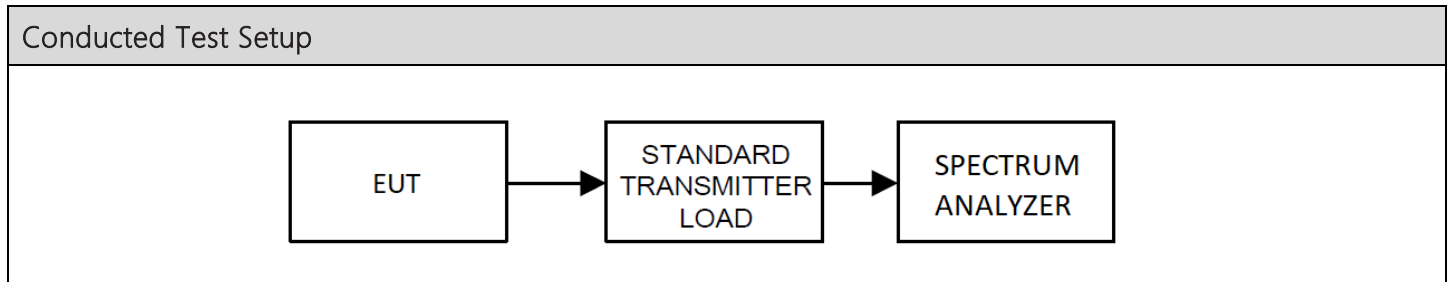 Conducted Test Setup
EUT
STANDARD
TRANSMITTER
LOAD
SPECTRUM
ANALYZER